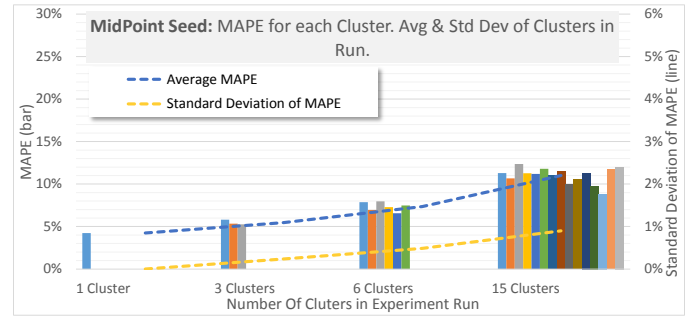 MidPoint Seed: MAPE for each Cluster. Avg & Std Dev of Clusters in
Run.
Average MAPE
Standard Deviation of MAPE
MAPE (bar)
30%
25%
20%
15%
10%
5%
0%
Standard Deviation of MAPE (line)
6%
5%
4%
3%
2%
1%
0%
1 Cluster
3 Clusters
6 Clusters
15 Clusters
Number Of Cluters in Experiment Run